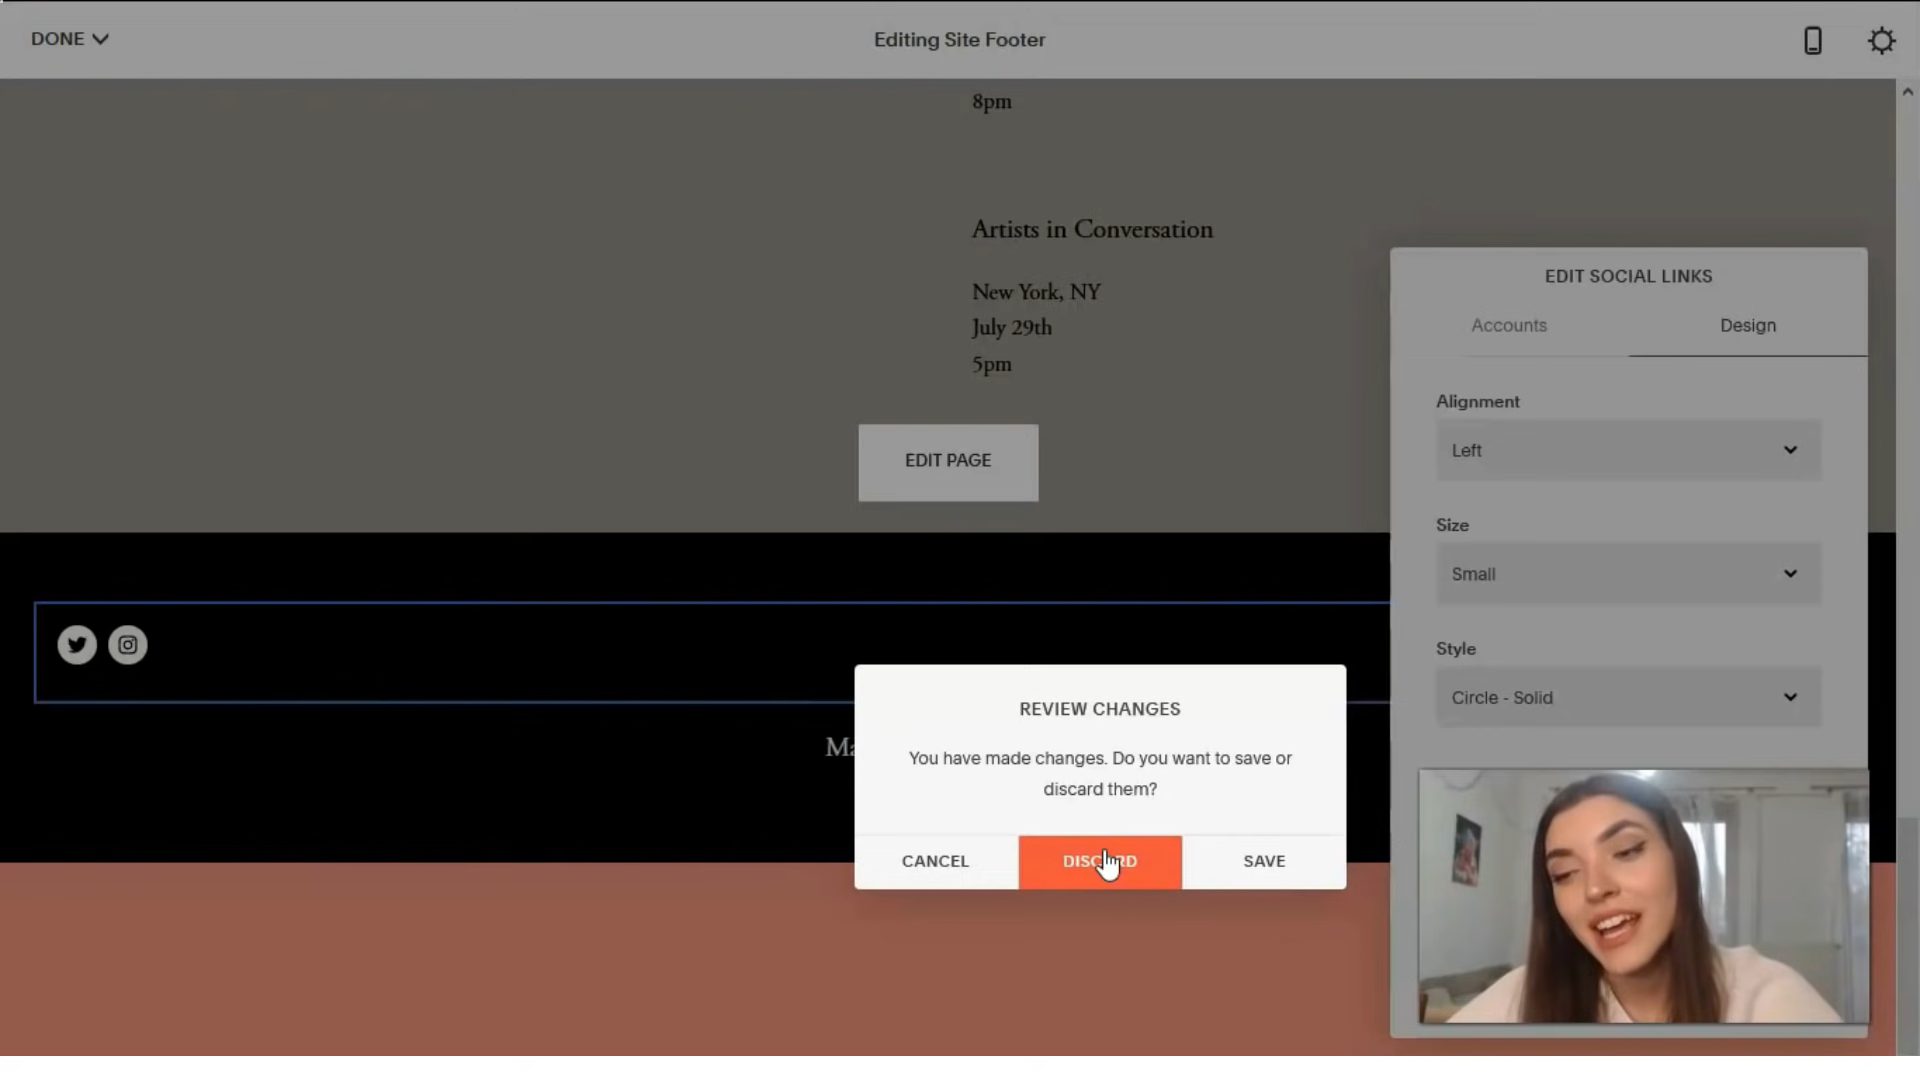 DONE
Editing Site Footer
8pm
Artists in Conversation
New York, NY
July 29th
5pm
EDIT PAGE
EDIT SOCIAL LINKS
Accounts
Design
Alignment
Left
Size
Small
Style
Circle - Solid
REVIEW CHANGES
You have made changes. Do you want to save or
discard them?
CANCEL
DISCARD
SAVE